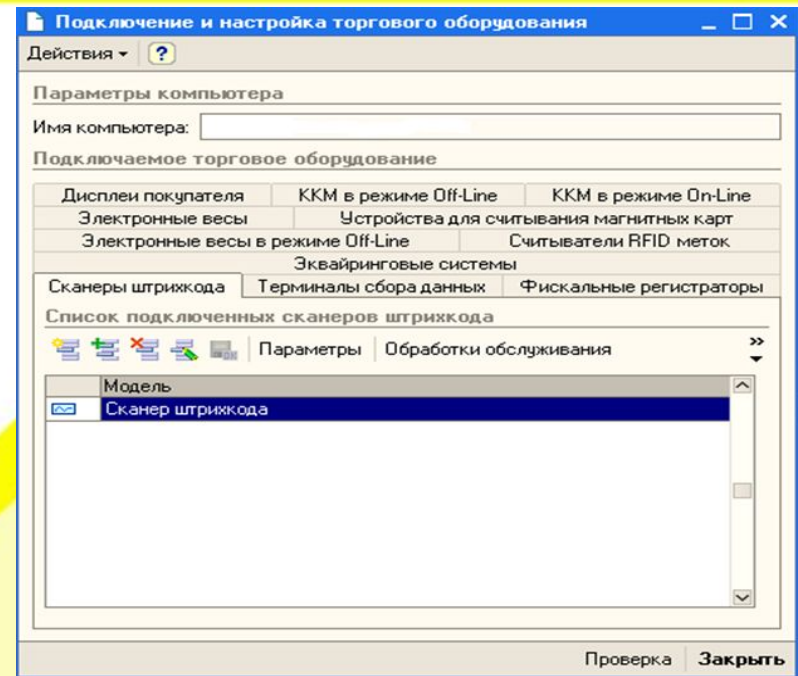 Подключение и настройка торгового оборудования
Действия ?
Параметры компьютера
Имя компьютера:
Подключаемое торговое оборудование
Дисплеи покупателя ККМ в режиме Off-Line ККМ в режиме On-Line
Электронные весы Устройства для считывания магнитных карт
Электронные весы в режиме Off-Line Считыватели RFID меток
Эквайринговые системы
Сканеры штрихкода Терминалы сбора данных Фискальные регистраторы
Список подключенных сканеров штрихкода
Параметры Обработки обслуживания
Модель
Сканер штрихкода
Проверка Закрыть